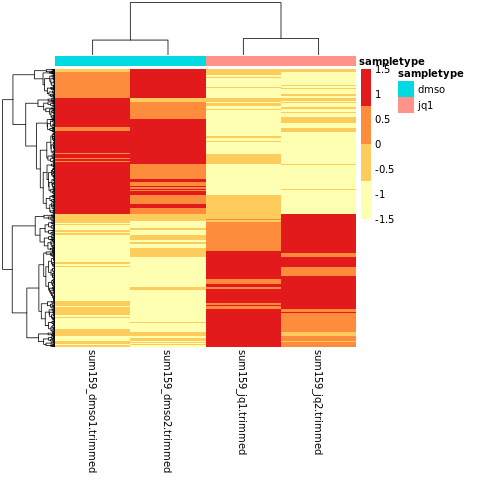 sampletype
1.5
sampletype
1
dmso
jq1
0.5
0
-0.5
-1
-1.5
sum159_dmso1.trimmed
sum159_dmso2.trimmed
sum159_jq1.trimmed
sum159_jq2.trimmed